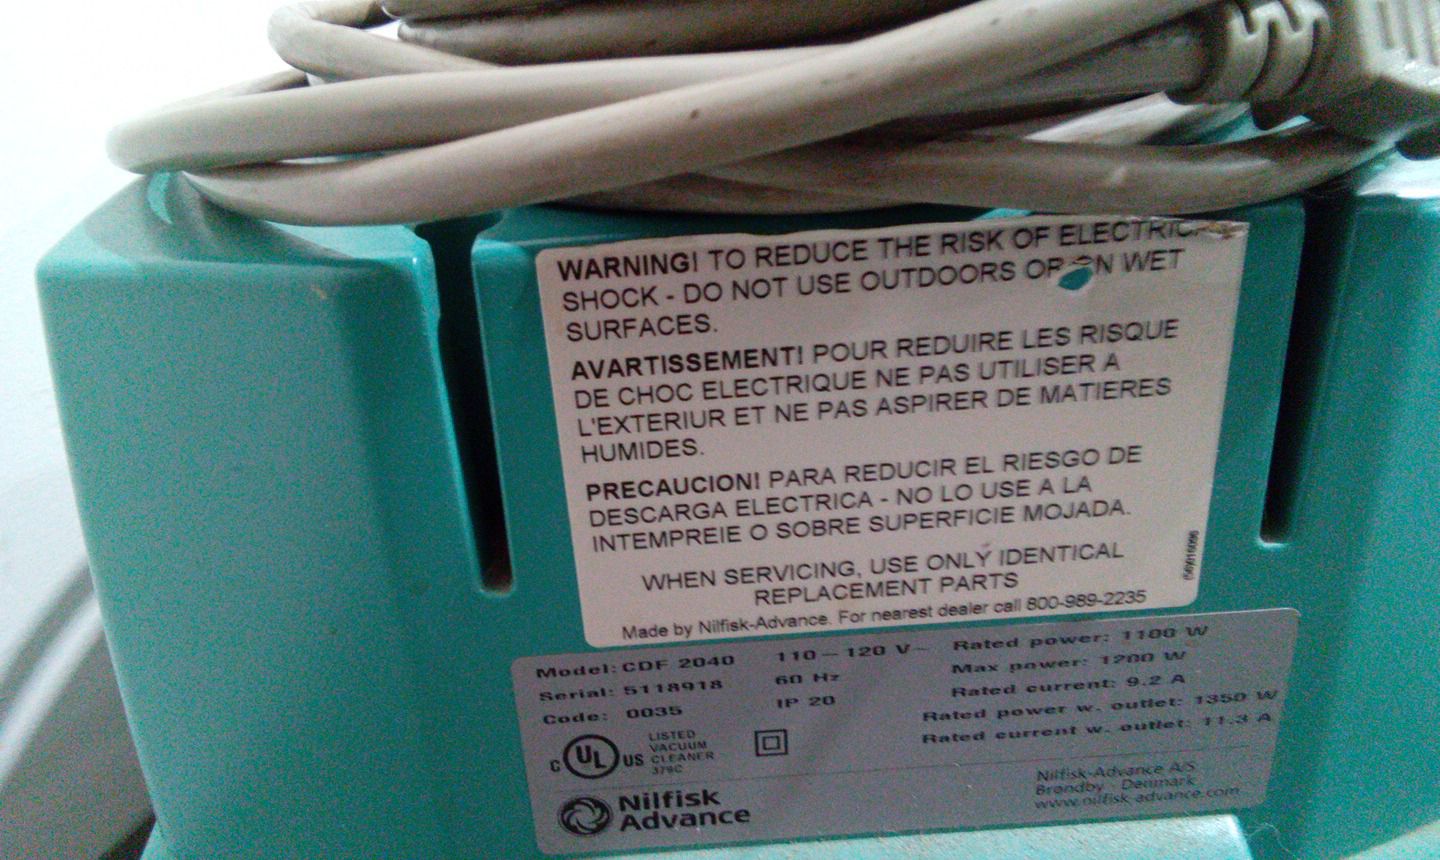 WARNING! TO REDUCE THE RISK OF ELECTRIC
SHOCK - DO NOT USE OUTDOORS OR ON WET
SURFACES.
AVARTISSEMENT! POUR REDUIRE LES RISQUE
DE CHOC ELECTRIQUE NE PAS UTILISER A
L'EXTERIUR ET NE PAS ASPIRER DE MATIERES
HUMIDES.
PRECAUCION! PARA REDUCIR EL RIESGO DE
DESCARGA ELECTRICA - NO LO USE A LA
INTEMPREIE O SOBRE SUPERFICIE MOJADA.
WHEN SERVICING, USE ONLY IDENTICAL
REPLACEMENT PARTS
Made by Nilfisk-Advance. For nearest dealer call 800-989-2235
Model: CDF 2040
Serial: 5118918
Code: 0035
110 - 120 V ~
60 Hz
IP 20
Rated power: 1100 W
Max power: 1200 W
Rated current: 9.2 A
Rated power w. outlet: 1350 W
Rated current w. outlet: 11.3 A
C UL US
LISTED
VACUUM
CLEANER
379C
Nilfisk
Advance
Nilfisk-Advance A/S
Brøndby Denmark
www.nilfisk-advance.com